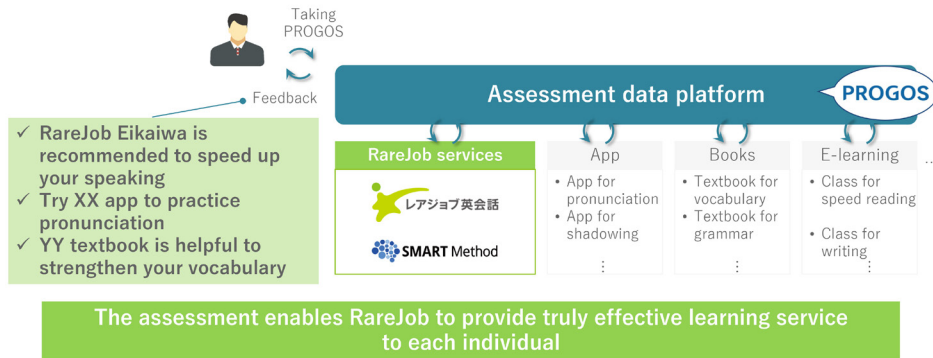 Taking
PROGOS
Feedback
Assessment data platform
PROGOS
✓ RareJob Eikaiwa is
recommended to speed up
your speaking
✓ Try XX app to practice
pronunciation
✓ YY textbook is helpful to
strengthen your vocabulary
RareJob services
レアジョブ英会話
SMART Method
App
• App for
pronunciation
• App for
shadowing
⋮
Books
• Textbook for
vocabulary
• Textbook for
grammar
⋮
E-learning
• Class for
speed reading
• Class for
writing
⋮
...
The assessment enables RareJob to provide truly effective learning service
to each individual